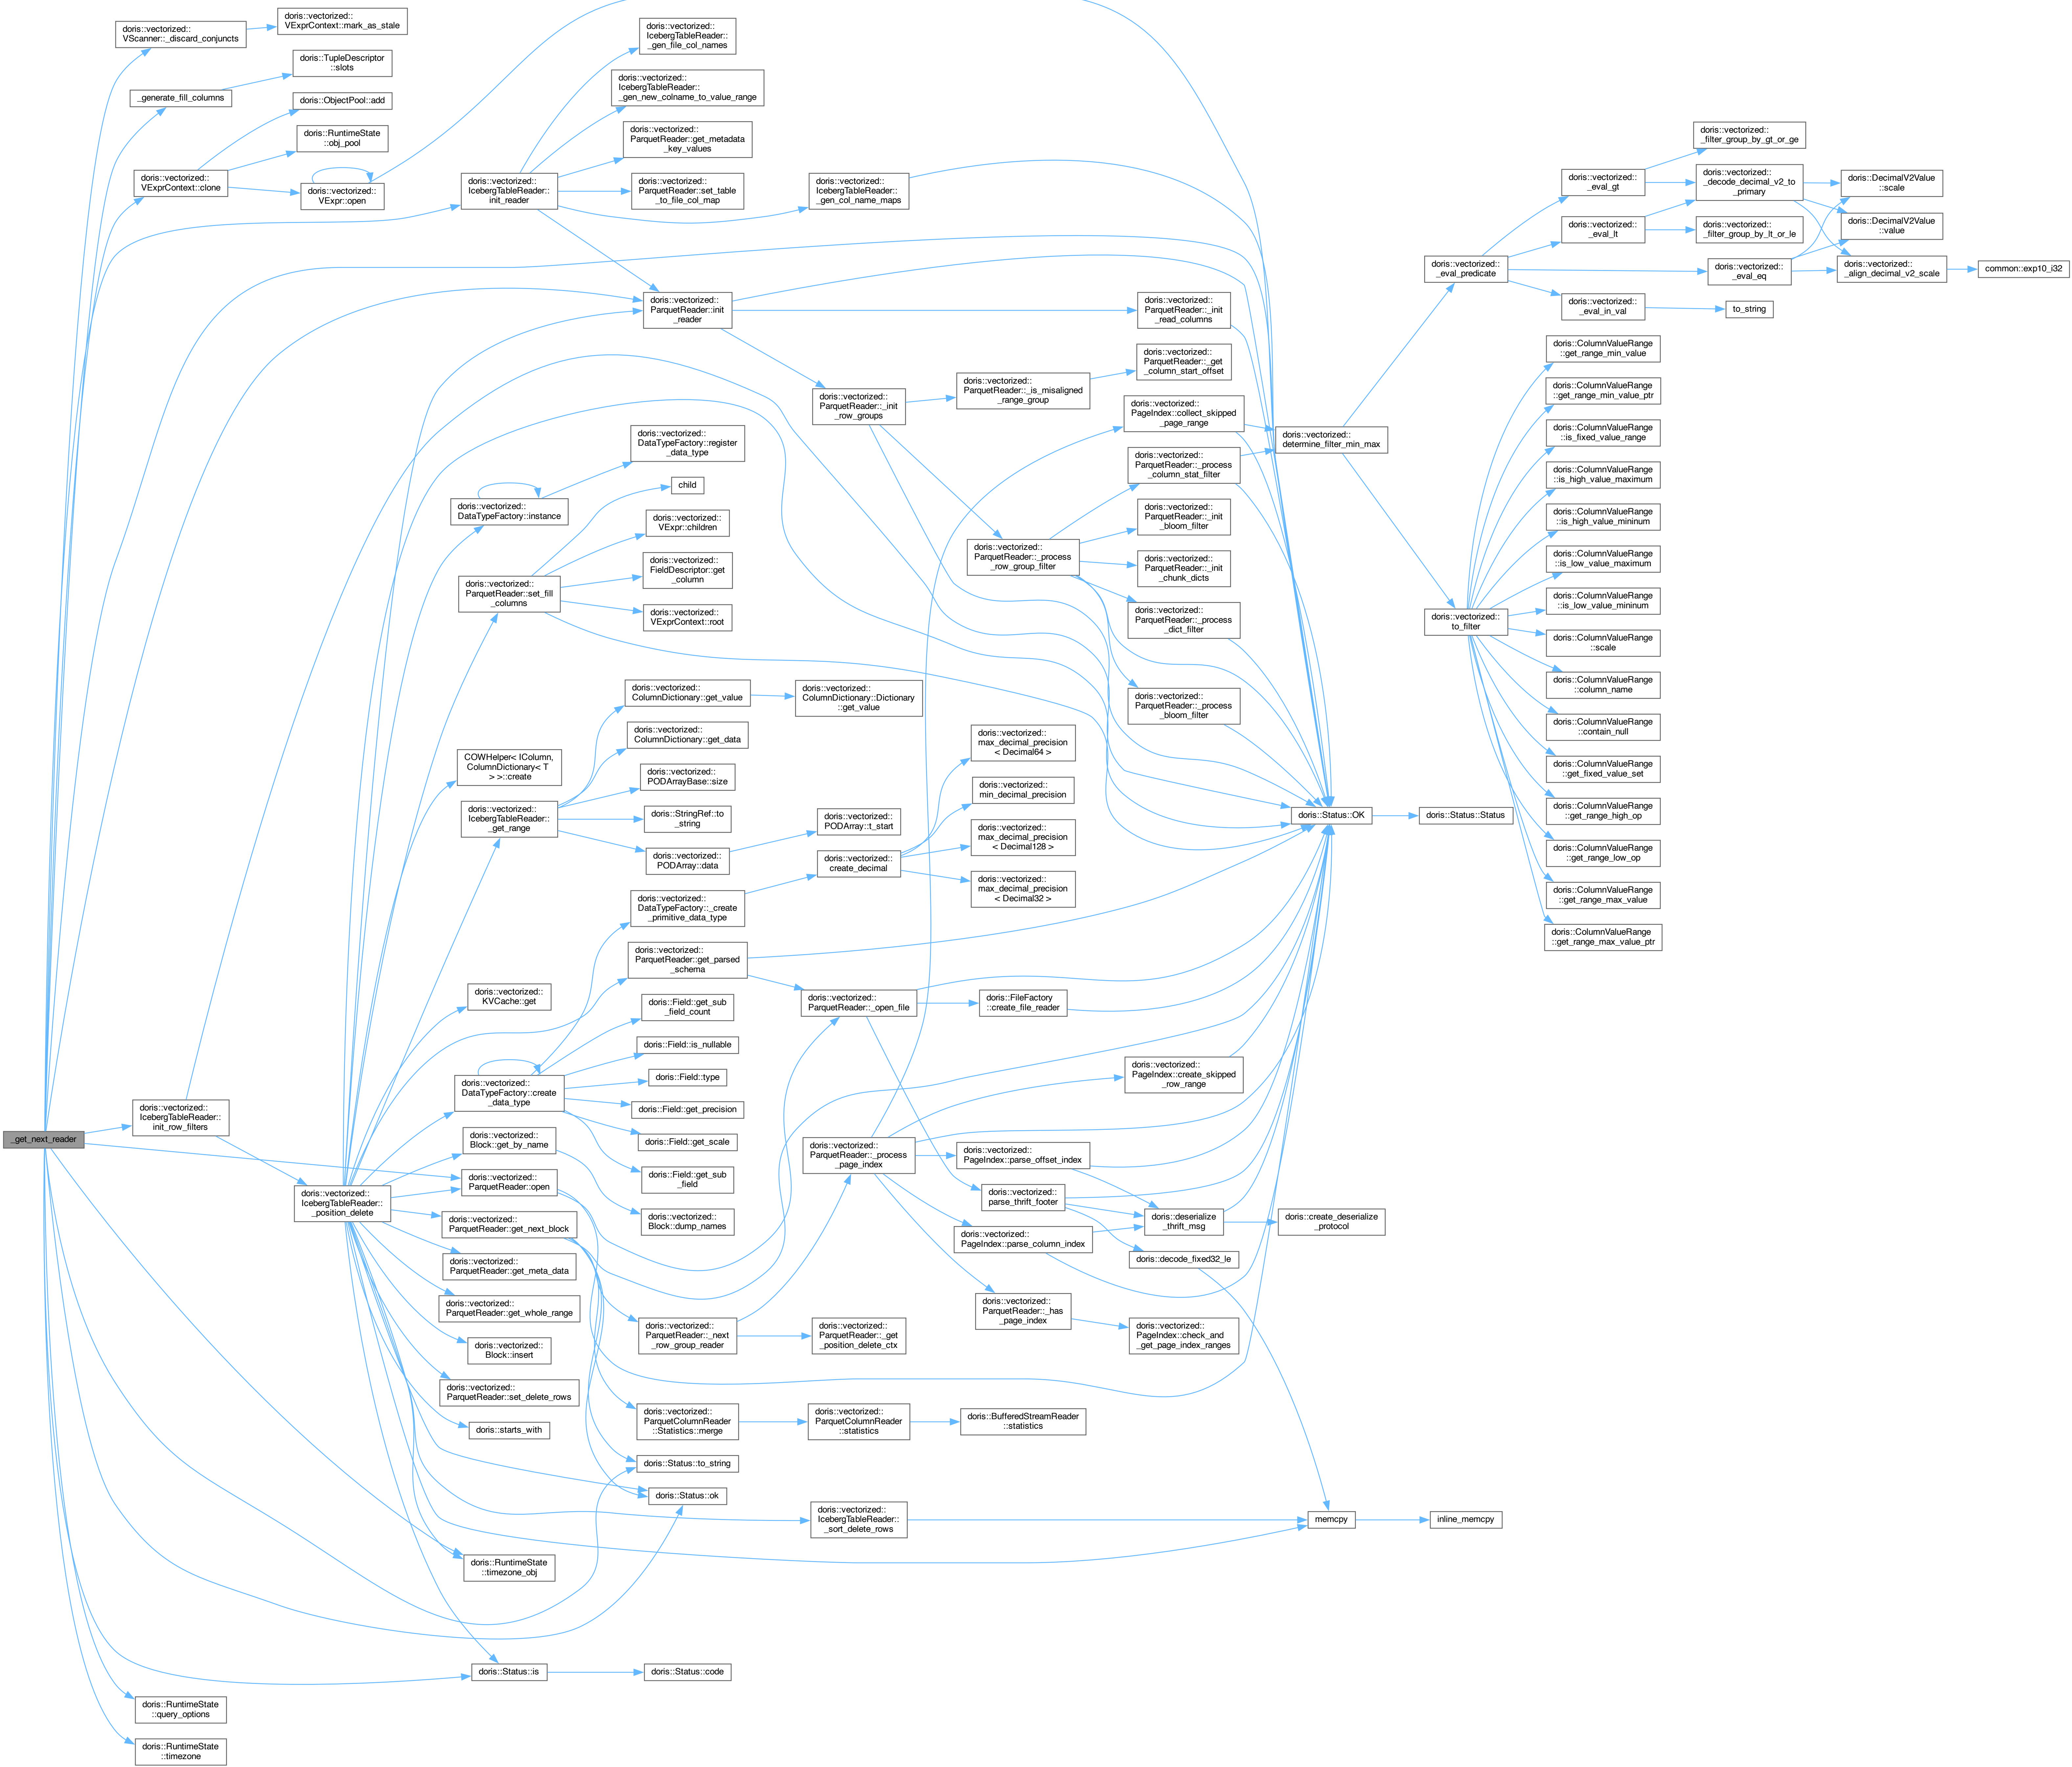 doris::vectorized::
VScanner::_discard_conjuncts
doris::vectorized::
VExprContext::mark_as_stale
_generate_fill_columns
doris::TupleDescriptor
::slots
doris::vectorized::
VExprContext::clone
doris::ObjectPool::add
doris::RuntimeState
::obj_pool
doris::vectorized::
VExpr::open
doris::vectorized::
IcebergTableReader::
init_reader
doris::vectorized::
IcebergTableReader::
_gen_file_col_names
doris::vectorized::
IcebergTableReader::
_gen_new_colname_to_value_range
doris::vectorized::
ParquetReader::get_metadata
_key_values
doris::vectorized::
ParquetReader::set_table
_to_file_col_map
doris::vectorized::
IcebergTableReader::
_gen_col_name_maps
doris::vectorized::
ParquetReader::init
_reader
doris::vectorized::
ParquetReader::_init
_read_columns
doris::vectorized::
ParquetReader::_init
_row_groups
doris::vectorized::
ParquetReader::_is_misaligned
_range_group
doris::vectorized::
ParquetReader::_get
_column_start_offset
doris::vectorized::
PageIndex::collect_skipped
_page_range
doris::vectorized::
determine_filter_min_max
doris::vectorized::
ParquetReader::_process
_column_stat_filter
doris::vectorized::
ParquetReader::_init
_bloom_filter
doris::vectorized::
ParquetReader::_process
_row_group_filter
doris::vectorized::
ParquetReader::_init
_chunk_dicts
doris::vectorized::
ParquetReader::_process
_dict_filter
doris::vectorized::
ParquetReader::_process
_bloom_filter
doris::vectorized::
_eval_predicate
doris::vectorized::
_eval_gt
doris::vectorized::
_eval_lt
doris::vectorized::
_eval_eq
doris::vectorized::
_eval_in_val
to_string
doris::vectorized::
_filter_group_by_gt_or_ge
doris::vectorized::
_decode_decimal_v2_to
_primary
doris::vectorized::
_filter_group_by_lt_or_le
doris::DecimalV2Value
::scale
doris::DecimalV2Value
::value
doris::vectorized::
_align_decimal_v2_scale
common::exp10_i32
doris::vectorized::
to_filter
doris::ColumnValueRange
::get_range_min_value
doris::ColumnValueRange
::get_range_min_value_ptr
doris::ColumnValueRange
::is_fixed_value_range
doris::ColumnValueRange
::is_high_value_maximum
doris::ColumnValueRange
::is_high_value_mininum
doris::ColumnValueRange
::is_low_value_maximum
doris::ColumnValueRange
::is_low_value_mininum
doris::ColumnValueRange
::scale
doris::ColumnValueRange
::column_name
doris::ColumnValueRange
::contain_null
doris::ColumnValueRange
::get_fixed_value_set
doris::ColumnValueRange
::get_range_high_op
doris::ColumnValueRange
::get_range_low_op
doris::ColumnValueRange
::get_range_max_value
doris::ColumnValueRange
::get_range_max_value_ptr
doris::vectorized::
DataTypeFactory::instance
doris::vectorized::
DataTypeFactory::register
_data_type
doris::vectorized::
ParquetReader::set_fill
_columns
child
doris::vectorized::
VExpr::children
doris::vectorized::
FieldDescriptor::get
_column
doris::vectorized::
VExprContext::root
COWHelper< IColumn,
ColumnDictionary< T
> >::create
doris::vectorized::
IcebergTableReader::
_get_range
doris::vectorized::
ColumnDictionary::get_value
doris::vectorized::
ColumnDictionary::Dictionary
::get_value
doris::vectorized::
ColumnDictionary::get_data
doris::vectorized::
PODArrayBase::size
doris::StringRef::to
_string
doris::vectorized::
PODArray::data
doris::vectorized::
PODArray::t_start
doris::vectorized::
create_decimal
doris::vectorized::
max_decimal_precision
< Decimal64 >
doris::vectorized::
min_decimal_precision
doris::vectorized::
max_decimal_precision
< Decimal128 >
doris::vectorized::
max_decimal_precision
< Decimal32 >
doris::Status::OK
doris::Status::Status
doris::vectorized::
DataTypeFactory::_create
_primitive_data_type
doris::vectorized::
ParquetReader::get_parsed
_schema
doris::vectorized::
KVCache::get
doris::Field::get_sub
_field_count
doris::Field::is_nullable
doris::Field::type
doris::Field::get_precision
doris::Field::get_scale
doris::Field::get_sub
_field
doris::vectorized::
DataTypeFactory::create
_data_type
doris::vectorized::
ParquetReader::_open_file
doris::FileFactory
::create_file_reader
doris::vectorized::
PageIndex::create_skipped
_row_range
_get_next_reader
doris::vectorized::
IcebergTableReader::
init_row_filters
doris::vectorized::
IcebergTableReader::
_position_delete
doris::vectorized::
Block::get_by_name
doris::vectorized::
ParquetReader::open
doris::vectorized::
Block::dump_names
doris::vectorized::
ParquetReader::get_next_block
doris::vectorized::
ParquetReader::get_meta_data
doris::vectorized::
ParquetReader::get_whole_range
doris::vectorized::
Block::insert
doris::vectorized::
ParquetReader::set_delete_rows
doris::starts_with
doris::vectorized::
ParquetReader::_process
_page_index
doris::vectorized::
PageIndex::parse_offset_index
doris::vectorized::
parse_thrift_footer
doris::vectorized::
PageIndex::parse_column_index
doris::deserialize
_thrift_msg
doris::create_deserialize
_protocol
doris::decode_fixed32_le
doris::vectorized::
ParquetReader::_has
_page_index
doris::vectorized::
PageIndex::check_and
_get_page_index_ranges
doris::vectorized::
ParquetReader::_next
_row_group_reader
doris::vectorized::
ParquetReader::_get
_position_delete_ctx
doris::vectorized::
ParquetColumnReader
::Statistics::merge
doris::vectorized::
ParquetColumnReader
::statistics
doris::BufferedStreamReader
::statistics
doris::Status::to_string
doris::Status::ok
doris::vectorized::
IcebergTableReader::
_sort_delete_rows
memcpy
inline_memcpy
doris::RuntimeState
::timezone_obj
doris::Status::is
doris::Status::code
doris::RuntimeState
::query_options
doris::RuntimeState
::timezone